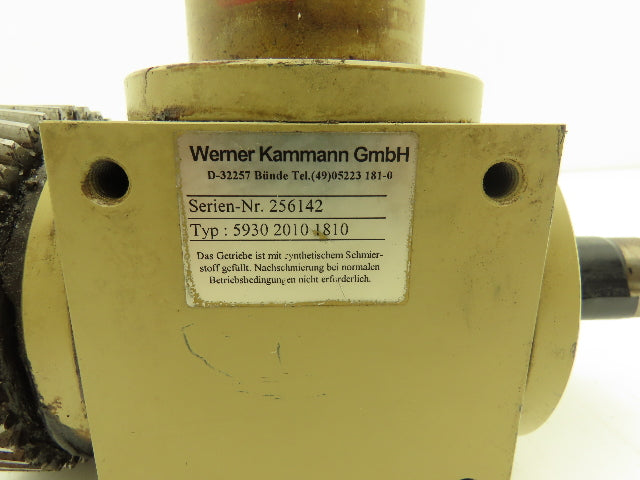 Werner Kammann GmbH
D-32257 Bünde Tel.(49)05223 181-0
Serien-Nr. 256142
Typ : 5930 2010 1810
Das Getriebe ist mit synthetischem Schmier-
stoff gefüllt. Nachschmierung bei normalen
Betriebsbedingungen nicht erforderlich.